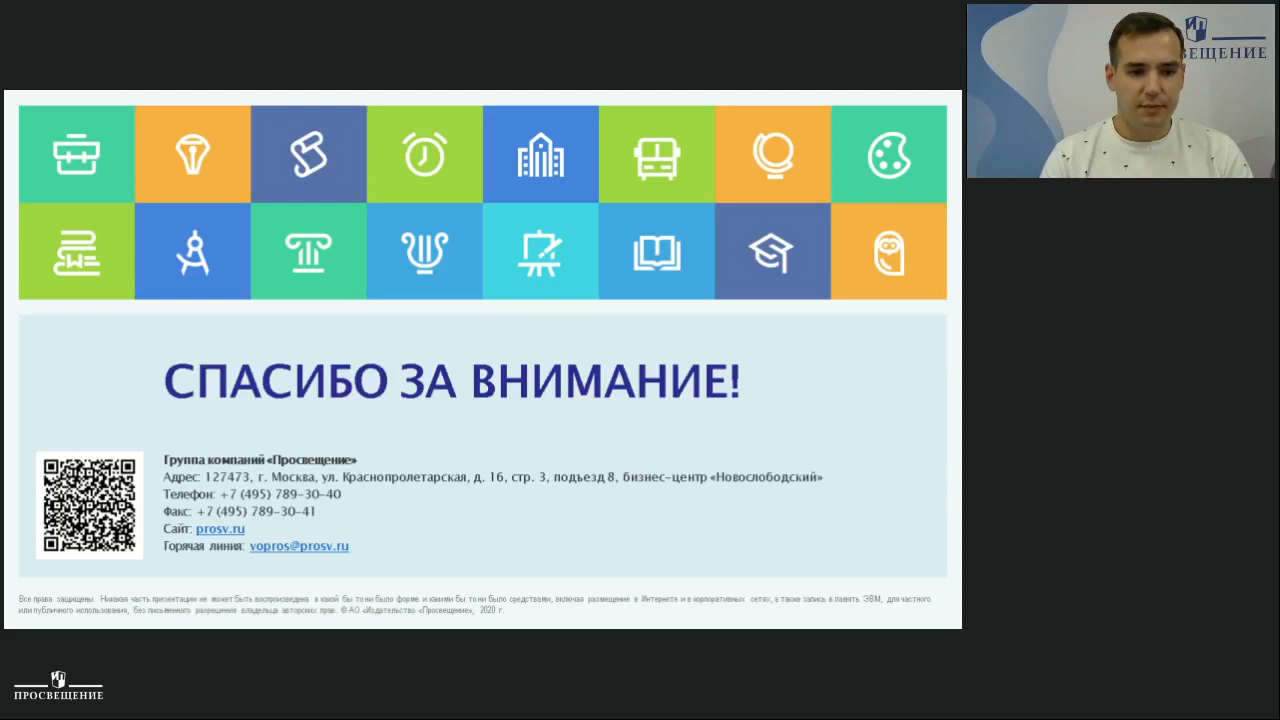 ИП
СВЕЩЕНИЕ
СПАСИБО ЗА ВНИМАНИЕ!
Группа компаний «Просвещение»
Адрес: 127473, г. Москва, ул. Краснопролетарская, д. 16, стр. 3, подъезд 8, бизнес-центр «Новослободский»
Телефон: +7 (495) 789-30-40
Факс: +7 (495) 789-30-41
Сайт: prosv.ru
Горячая линия: vopros@prosv.ru
Все права защищены. Никакая часть презентации не может быть воспроизведена в какой бы то ни было форме и какими бы то ни было средствами, включая размещение в Интернете и в корпоративных сетях, а также запись в память ЭВМ, для частного
или публичного использования, без письменного разрешения владельца авторских прав. © АО «Издательство «Просвещение», 2020 г.
ПРОСВЕЩЕНИЕ